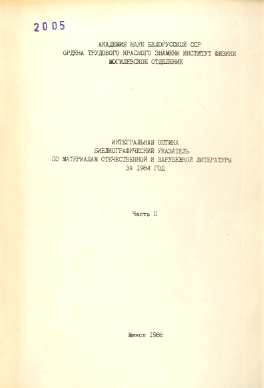 2005
АКАДЕМИЯ НАУК БЕЛОРУССКОЙ ССР
ОРДЕНА ТРУДОВОГО КРАСНОГО ЗНАМЕНИ ИНСТИТУТ ФИЗИКИ
МОГИЛЕВСКОЕ ОТДЕЛЕНИЕ
ИНТЕГРАЛЬНАЯ ОПТИКА
БИБЛИОГРАФИЧЕСКИЙ УКАЗАТЕЛЬ
ПО МАТЕРИАЛАМ ОТЕЧЕСТВЕННОЙ И ЗАРУБЕЖНОЙ ЛИТЕРАТУРЫ
ЗА 1984 ГОД
Часть II
Минск 1986